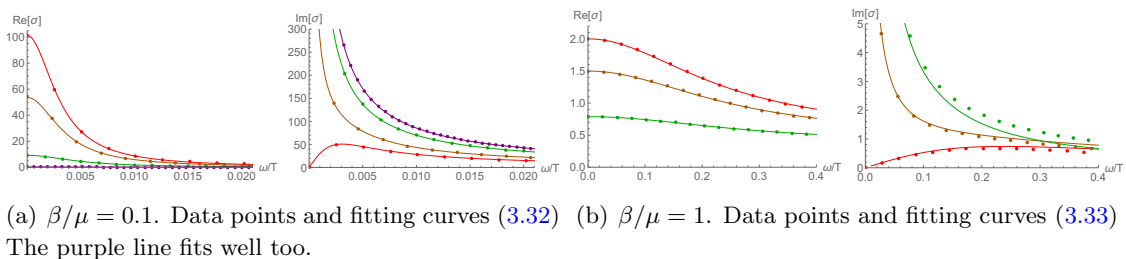 Re[σ] Im[σ] Re[σ] Im[σ]
100 80 60 40 20 0
0.005 0.010 0.015 0.020 ω/T
300 250 200 150 100 50 0
0.005 0.010 0.015 0.020 ω/T
2.0 1.5 1.0 0.5 0.0
0.0 0.1 0.2 0.3 0.4 ω/T
5 4 3 2 1 0
0.0 0.1 0.2 0.3 0.4 ω/T
(a) β/μ = 0.1. Data points and fitting curves (3.32)
The purple line fits well too.
(b) β/μ = 1. Data points and fitting curves (3.33)